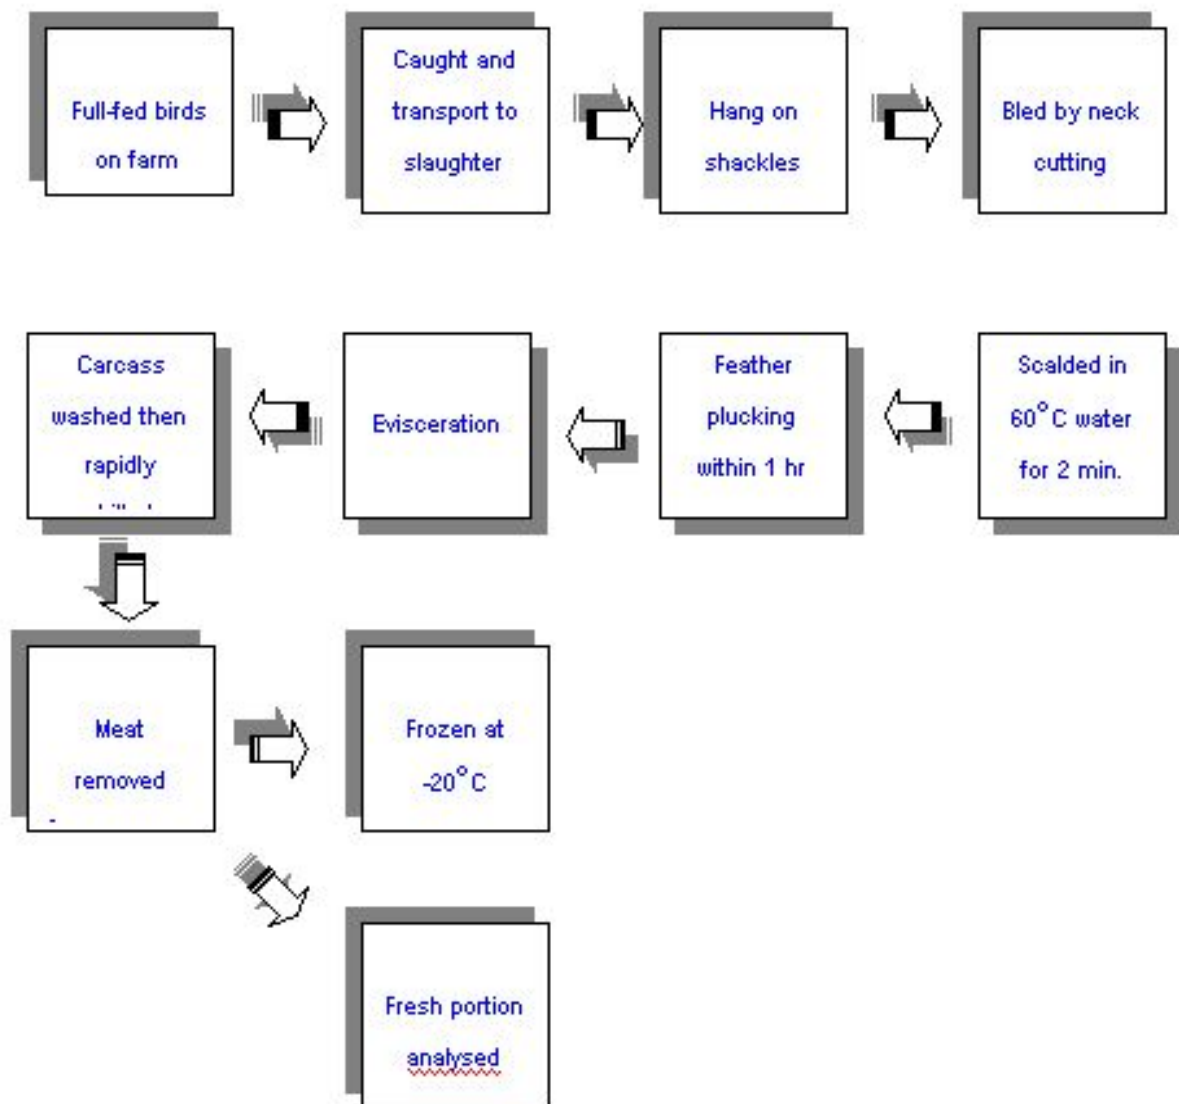 Full-fed birds
on farm
Caught and
transport to
slaughter
Hang on
shackles
Bled by neck
cutting
Scalded in
60°C water
for 2 min.
Feather
plucking
within 1 hr
Evisceration
Carcass
washed then
rapidly
Meat
removed
Frozen at
-20°C
Fresh portion
analysed